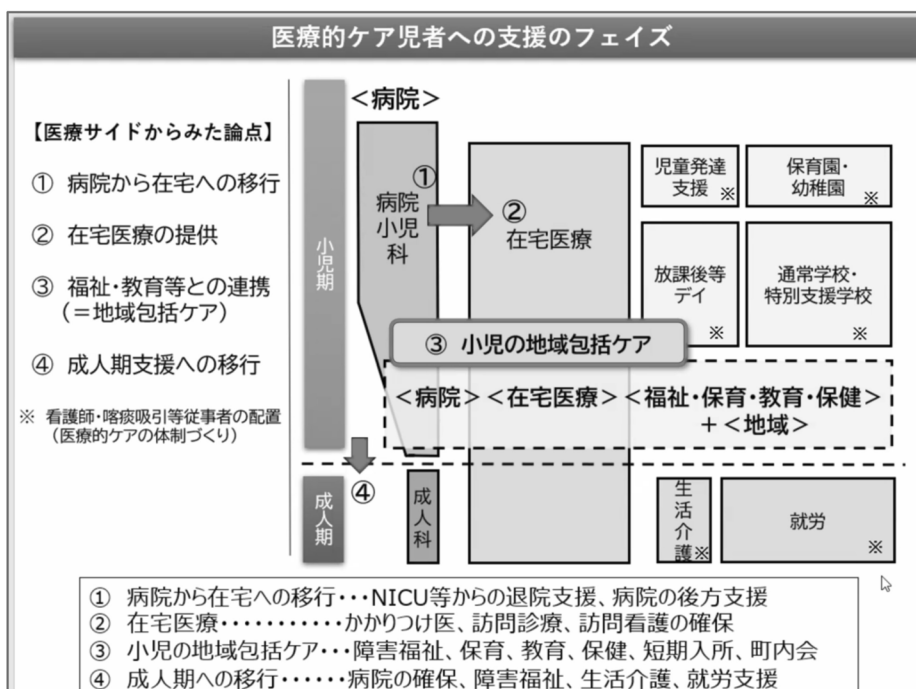 医療的ケア児者への支援のフェイズ
【医療サイドからみた論点】
① 病院から在宅への移行
② 在宅医療の提供
③ 福祉・教育等との連携
（＝地域包括ケア）
④ 成人期支援への移行
※ 看護師・喀痰吸引等従事者の配置
（医療的ケアの体制づくり）
小児期
＜病院＞
①
病院
小児
科
②
在宅医療
児童発達
支援 ※
保育園・
幼稚園
※
放課後等
デイ
※
通常学校・
特別支援学校
※
③ 小児の地域包括ケア
＜病院＞＜在宅医療＞＜福祉・保育・教育・保健＞
＋＜地域＞
成人期
④
成人科
生活介護※
就労
※
① 病院から在宅への移行・・・NICU等からの退院支援、病院の後方支援
② 在宅医療・・・・・・・・・・・かかりつけ医、訪問診療、訪問看護の確保
③ 小児の地域包括ケア・・・障害福祉、保育、教育、保健、短期入所、町内会
④ 成人期への移行・・・・・・病院の確保、障害福祉、生活介護、就労支援